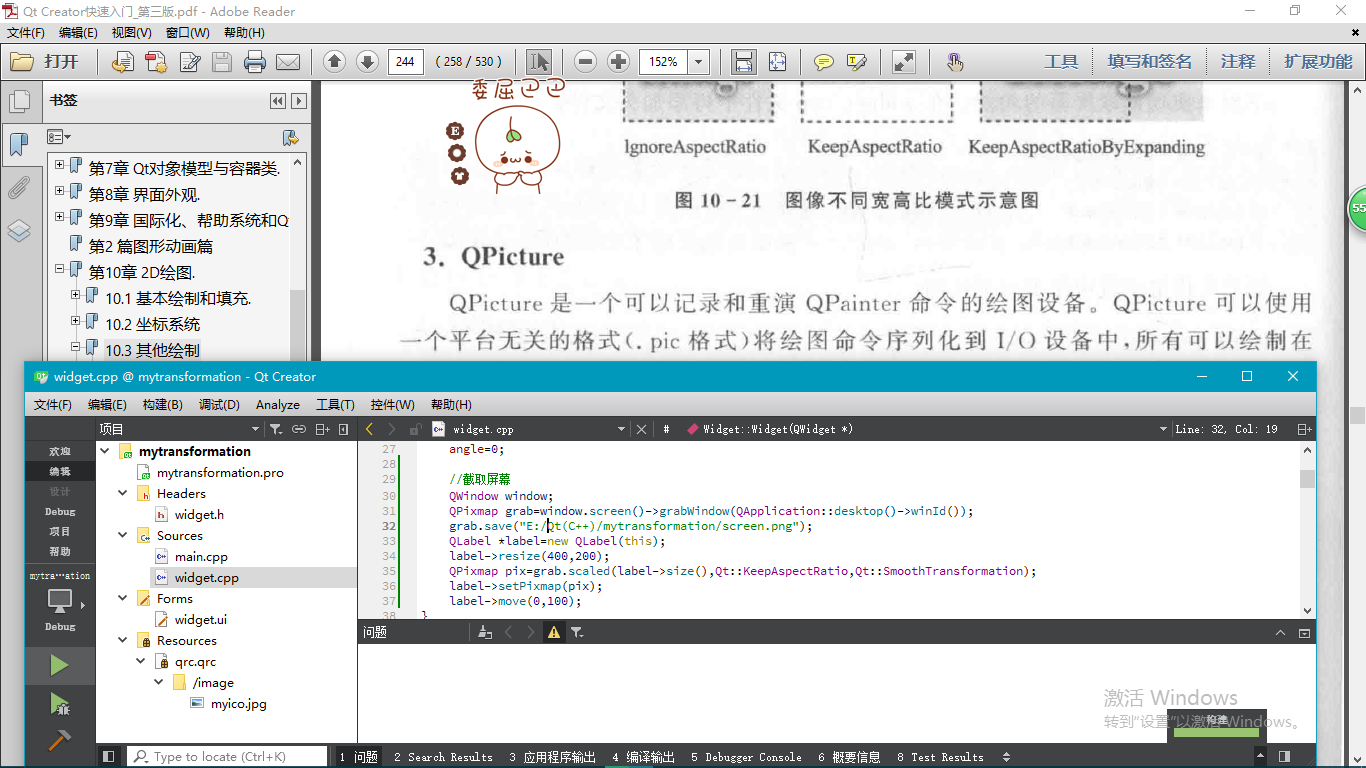 Qt Creator快速入门_第三版.pdf - Adobe Reader
文件(F) 编辑(E) 视图(V) 窗口(W) 帮助(H)
打开 244 (258 / 530) 152% 工具 填写和签名 注释 扩展功能
书签
第7章 Qt对象模型与容器类.
第8章 界面外观.
第9章 国际化、帮助系统和Q
第2 篇图形动画篇
第10章 2D绘图.
10.1 基本绘制和填充.
10.2 坐标系统
10.3 其他绘制
委屈巴巴
IgnoreAspectRatio KeepAspectRatio KeepAspectRatioByExpanding
图 10-21 图像不同宽高比模式示意图
3. QPicture
QPicture 是一个可以记录和重演 QPainter 命令的绘图设备。QPicture 可以使用
一个平台无关的格式(.pic 格式)将绘图命令序列化到 I/O 设备中,所有可以绘制在
55
widget.cpp @ mytransformation - Qt Creator
文件(F) 编辑(E) 构建(B) 调试(D) Analyze 工具(T) 控件(W) 帮助(H)
项目 widget.cpp # Widget::Widget(QWidget *) Line: 32, Col: 19
欢迎
编辑
设计
Debug
项目
帮助
mytra···ation
Debug
mytransformation
mytransformation.pro
Headers
widget.h
Sources
main.cpp
widget.cpp
Forms
widget.ui
Resources
qrc.qrc
/image
myico.jpg
27 angle=0;
28
29 //截取屏幕
30 QWindow window;
31 QPixmap grab=window.screen()->grabWindow(QApplication::desktop()->winId());
32 grab.save("E:/Qt(C++)/mytransformation/screen.png");
33 QLabel *label=new QLabel(this);
34 label->resize(400,200);
35 QPixmap pix=grab.scaled(label->size(),Qt::KeepAspectRatio,Qt::SmoothTransformation);
36 label->setPixmap(pix);
37 label->move(0,100);
38 }
问题
激活 Windows
转到"设置"以激活 Windows。
构建
Type to locate (Ctrl+K) 1 问题 2 Search Results 3 应用程序输出 4 编译输出 5 Debugger Console 6 概要信息 8 Test Results